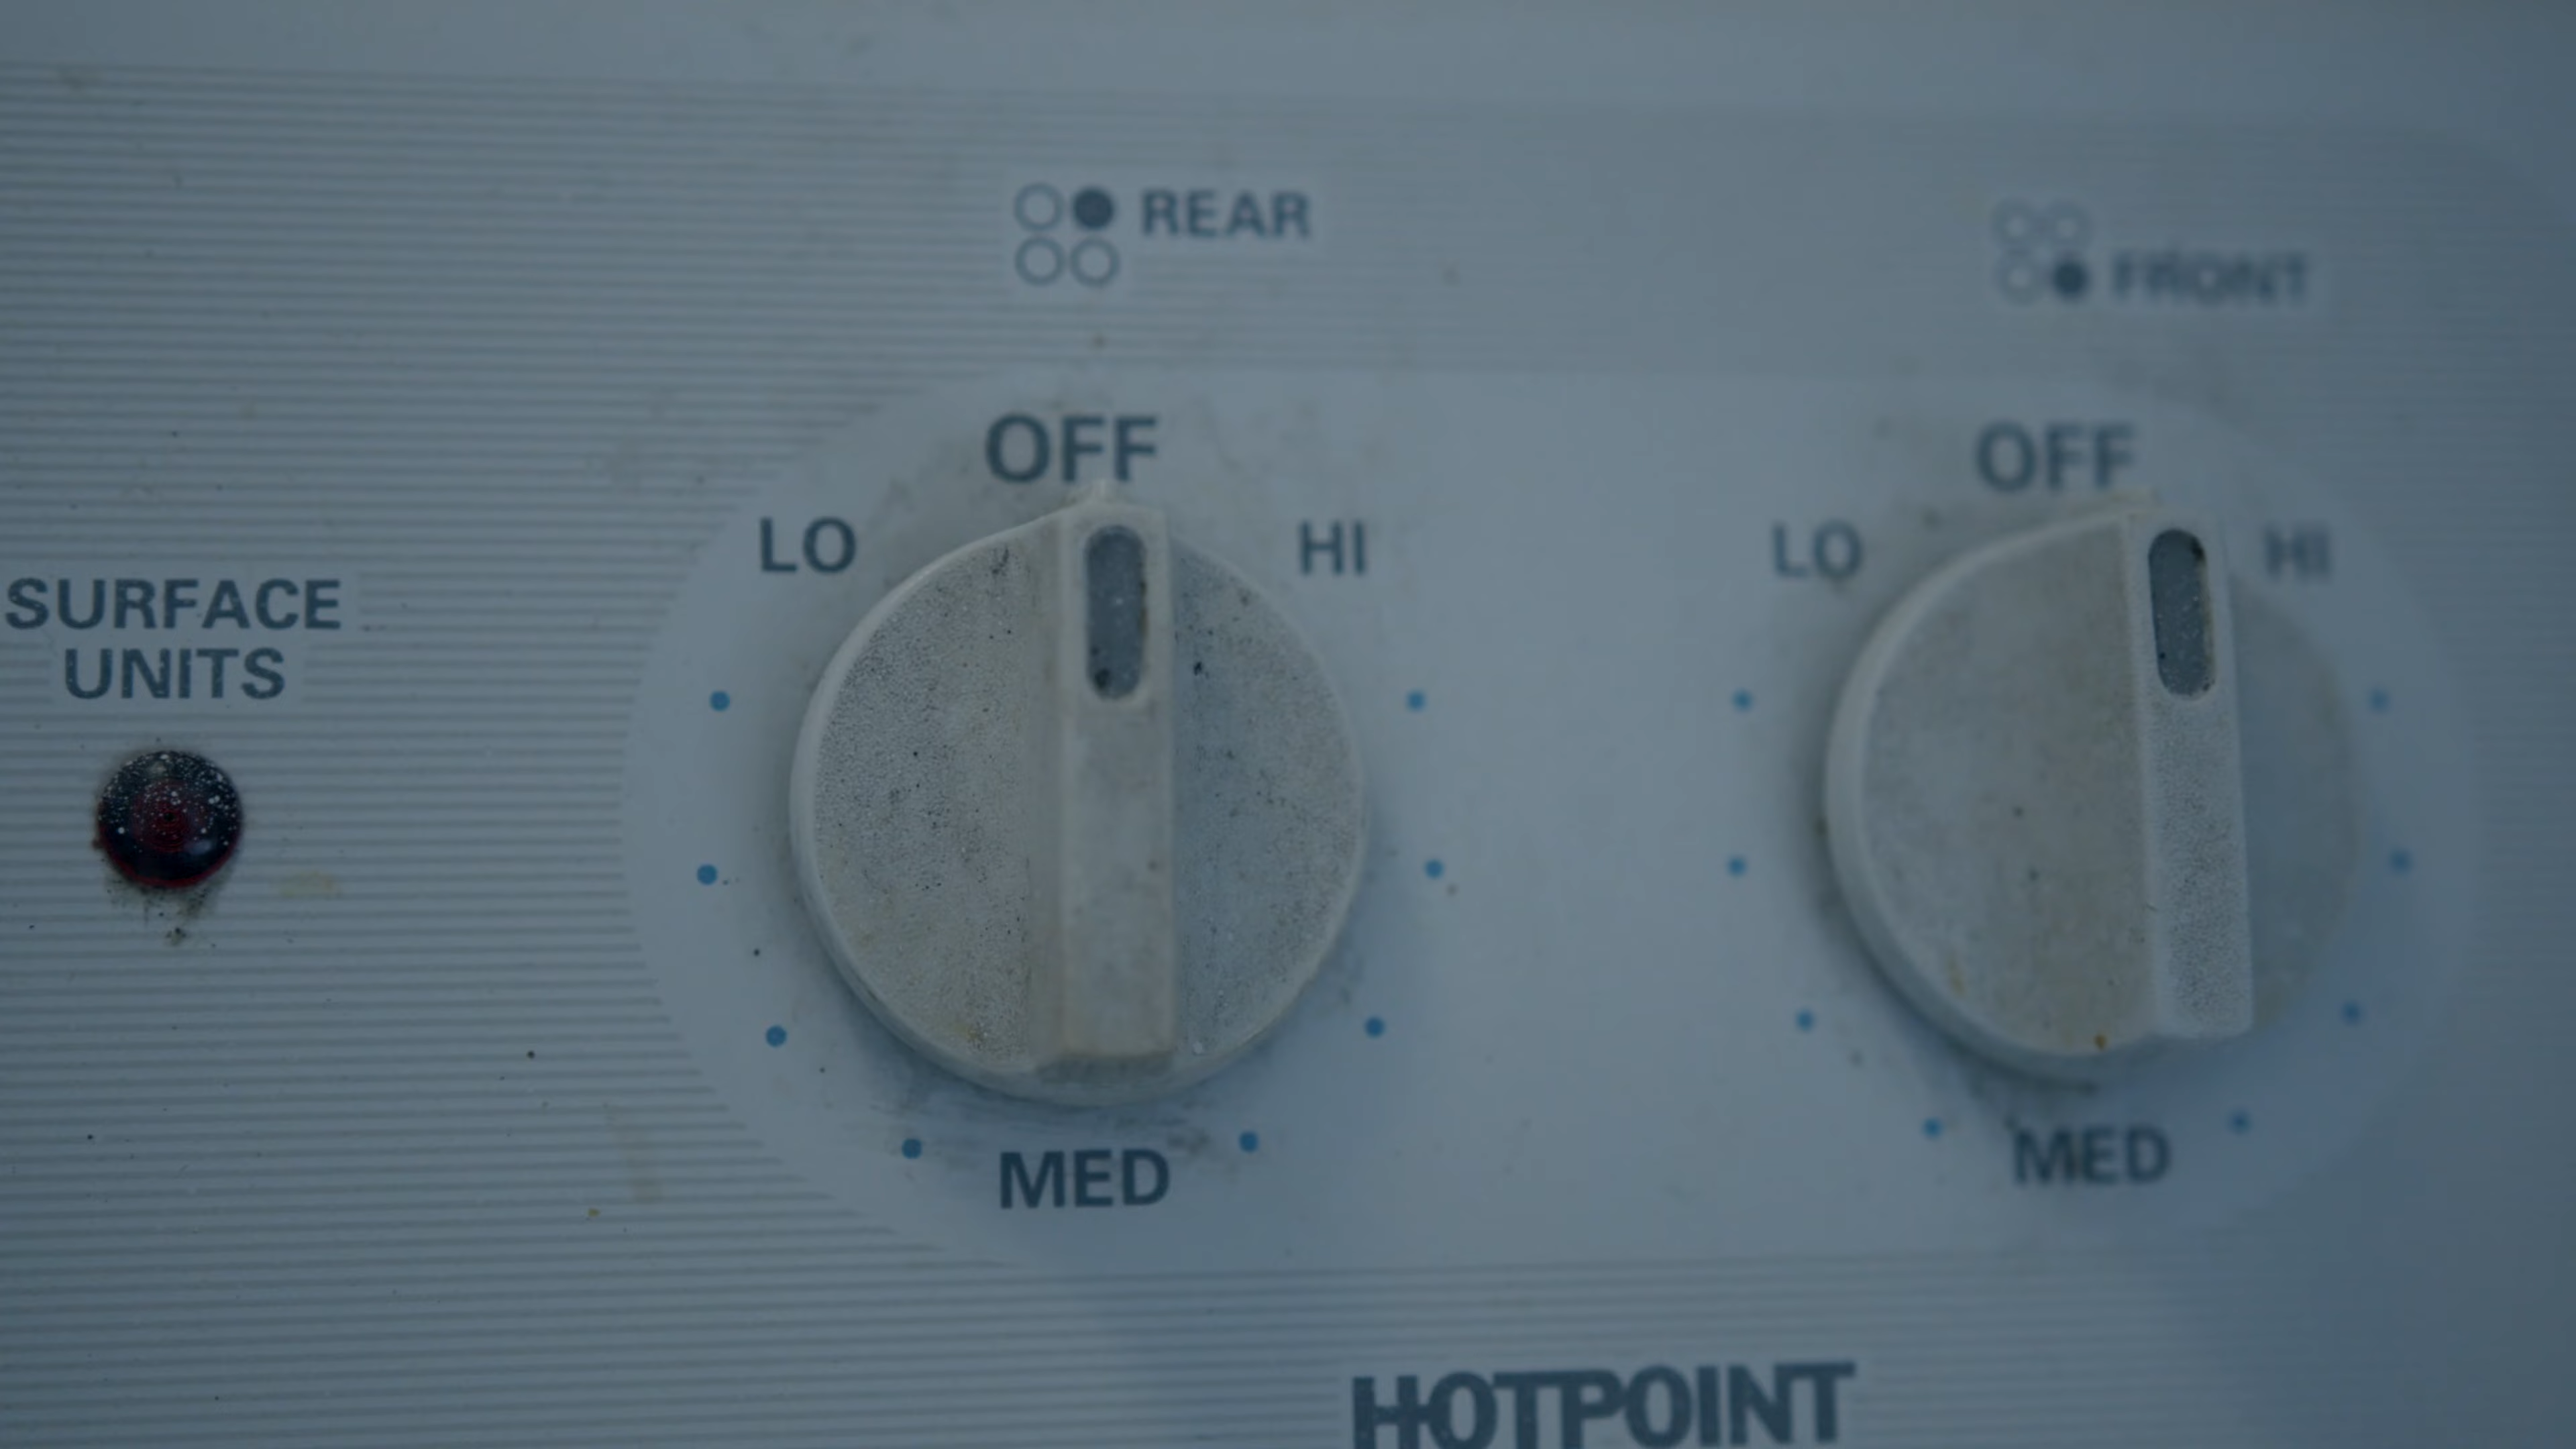 REAR
FRONT
OFF
OFF
LO
HI
LO
HI
SURFACE
UNITS
MED
MED
HOTPOINT